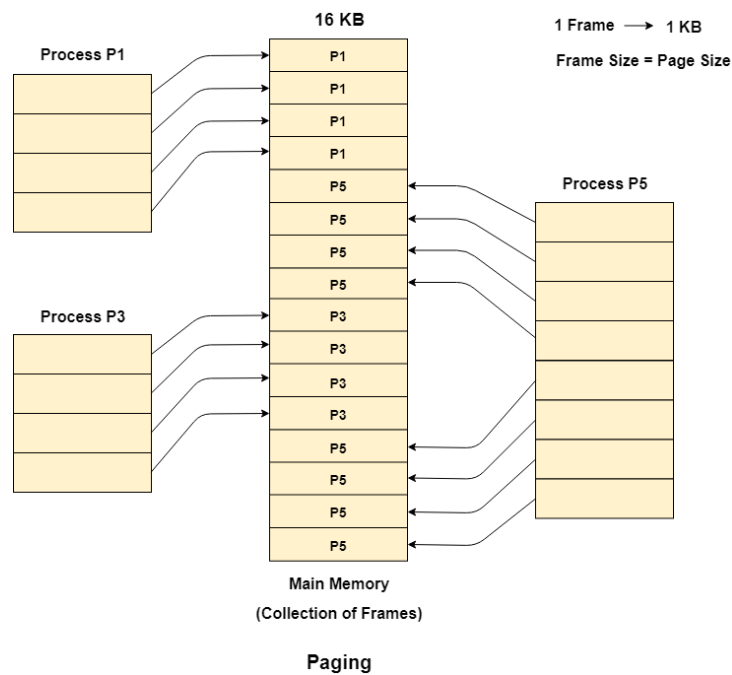 16 KB
1 Frame → 1 KB
Frame Size = Page Size
Process P1
P1
P1
P1
P1
P5
P5
P5
P5
P3
P3
P3
P3
P5
P5
P5
P5
Process P5
Process P3
Main Memory
(Collection of Frames)
Paging